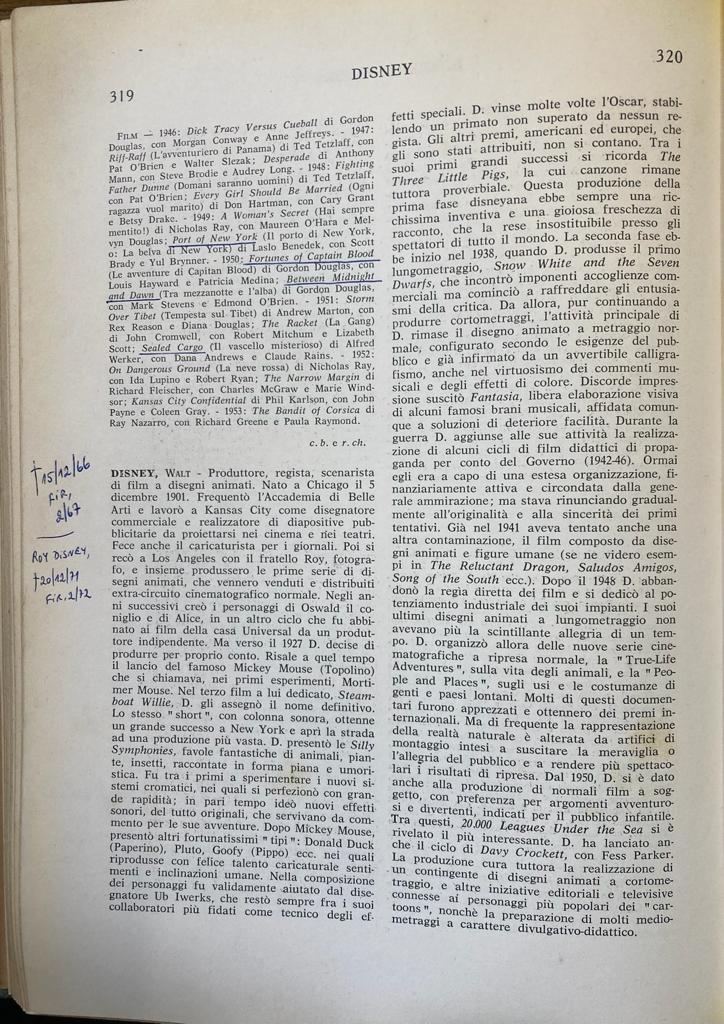 DISNEY
319
320
FILM — 1946: Dick Tracy Versus Cueball di Gordon
Douglas, con Morgan Conway e Anne Jeffreys. - 1947:
Riff-Raff (L'avventuriero di Panama) di Ted Tetzlaff, con
Pat O'Brien e Walter Slezak; Desperade di Anthony
Mann, con Steve Brodie e Audrey Long. - 1948: Fighting
Father Dunne (Domani saranno uomini) di Ted Tetzlaff,
con Pat O'Brien; Every Girl Should Be Married (Ogni
ragazza vuol marito) di Don Hartman, con Cary Grant
e Betsy Drake. - 1949: A Woman's Secret (Hai sempre
mentito!) di Nicholas Ray, con Maureen O'Hara e Mel-
vyn Douglas; Port of New York (Il porto di New York,
o: La belva di New York) di Laslo Benedek, con Scott
Brady e Yul Brynner. - 1950: Fortunes of Captain Blood
(Le avventure di Capitan Blood) di Gordon Douglas, con
Louis Hayward e Patricia Medina; Between Midnight
and Dawn (Tra mezzanotte e l'alba) di Gordon Douglas,
con Mark Stevens e Edmond O'Brien. - 1951: Storm
Over Tibet (Tempesta sul Tibet) di Andrew Marton, con
Rex Reason e Diana Douglas; The Racket (La Gang)
di John Cromwell, con Robert Mitchum e Lizabeth
Scott; Sealed Cargo (Il vascello misterioso) di Alfred
Werker, con Dana Andrews e Claude Rains. - 1952:
On Dangerous Ground (La neve rossa) di Nicholas Ray,
con Ida Lupino e Robert Ryan; The Narrow Margin di
Richard Fleischer, con Charles McGraw e Marie Wind-
sor; Kansas City Confidential di Phil Karlson, con John
Payne e Coleen Gray. - 1953: The Bandit of Corsica di
Ray Nazarro, con Richard Greene e Paula Raymond.
c. b. e r. ch.
†15/12/66
FIR,
2/67
ROY DISNEY,
†20/12/71
FIR, 2/72
DISNEY, WALT - Produttore, regista, scenarista
di film a disegni animati. Nato a Chicago il 5
dicembre 1901. Frequentò l'Accademia di Belle
Arti e lavorò a Kansas City come disegnatore
commerciale e realizzatore di diapositive pub-
blicitarie da proiettarsi nei cinema e nei teatri.
Fece anche il caricaturista per i giornali. Poi si
recò a Los Angeles con il fratello Roy, fotogra-
fo, e insieme produssero le prime serie di di-
segni animati, che vennero venduti e distribuiti
extra-circuito cinematografico normale. Negli an-
ni successivi creò i personaggi di Oswald il co-
niglio e di Alice, in un altro ciclo che fu abbi-
nato ai film della casa Universal da un produt-
tore indipendente. Ma verso il 1927 D. decise di
produrre per proprio conto. Risale a quel tempo
il lancio del famoso Mickey Mouse (Topolino)
che si chiamava, nei primi esperimenti, Morti-
mer Mouse. Nel terzo film a lui dedicato, Steam-
boat Willie, D. gli assegnò il nome definitivo.
Lo stesso "short", con colonna sonora, ottenne
un grande successo a New York e aprì la strada
ad una produzione più vasta. D. presentò le Silly
Symphonies, favole fantastiche di animali, pian-
te, insetti, raccontate in forma piana e umori-
stica. Fu tra i primi a sperimentare i nuovi si-
stemi cromatici, nei quali si perfezionò con gran-
de rapidità; in pari tempo ideò nuovi effetti
sonori, del tutto originali, che servivano da com-
mento per le sue avventure. Dopo Mickey Mouse,
presentò altri fortunatissimi "tipi": Donald Duck
(Paperino), Pluto, Goofy (Pippo) ecc. nei quali
riprodusse con felice talento caricaturale senti-
menti e inclinazioni umane. Nella composizione
dei personaggi fu validamente aiutato dal dise-
gnatore Ub Iwerks, che restò sempre fra i suoi
collaboratori più fidati come tecnico degli ef-
fetti speciali. D. vinse molte volte l'Oscar, stabi-
lendo un primato non superato da nessun re-
gista. Gli altri premi, americani ed europei, che
gli sono stati attribuiti, non si contano. Tra i
suoi primi grandi successi si ricorda The
Three Little Pigs, la cui canzone rimane
tuttora proverbiale. Questa produzione della
prima fase disneyana ebbe sempre una ric-
chissima inventiva e una gioiosa freschezza di
racconto, che la rese insostituibile presso gli
spettatori di tutto il mondo. La seconda fase eb-
be inizio nel 1938, quando D. produsse il primo
lungometraggio, Snow White and the Seven
Dwarfs, che incontrò imponenti accoglienze com-
merciali ma cominciò a raffreddare gli entusia-
smi della critica. Da allora, pur continuando a
produrre cortometraggi, l'attività principale di
D. rimase il disegno animato a metraggio nor-
male, configurato secondo le esigenze del pub-
blico e già infirmato da un avvertibile calligra-
fismo, anche nel virtuosismo dei commenti mu-
sicali e degli effetti di colore. Discorde impres-
sione suscitò Fantasia, libera elaborazione visiva
di alcuni famosi brani musicali, affidata comun-
que a soluzioni di deteriore facilità. Durante la
guerra D. aggiunse alle sue attività la realizza-
zione di alcuni cicli di film didattici di propa-
ganda per conto del Governo (1942-46). Ormai
egli era a capo di una estesa organizzazione, fi-
nanziariamente attiva e circondata dalla gene-
rale ammirazione; ma stava rinunciando gradual-
mente all'originalità e alla sincerità dei primi
tentativi. Già nel 1941 aveva tentato anche una
altra contaminazione, il film composto da dise-
gni animati e figure umane (se ne videro esem-
pi in The Reluctant Dragon, Saludos Amigos,
Song of the South ecc.). Dopo il 1948 D. abban-
donò la regia diretta dei film e si dedicò al po-
tenziamento industriale dei suoi impianti. I suoi
ultimi disegni animati a lungometraggio non
avevano più la scintillante allegria di un tem-
po. D. organizzò allora delle nuove serie cine-
matografiche a ripresa normale, la "True-Life
Adventures", sulla vita degli animali, e la "Peo-
ple and Places", sugli usi e le costumanze di
genti e paesi lontani. Molti di questi documen-
tari furono apprezzati e ottennero dei premi in-
ternazionali. Ma di frequente la rappresentazione
della realtà naturale è alterata da artifici di
montaggio intesi a suscitare la meraviglia o
l'allegria del pubblico e a rendere più spettaco-
lari i risultati di ripresa. Dal 1950, D. si è dato
anche alla produzione di normali film a sog-
getto, con preferenza per argomenti avventuro-
si e divertenti, indicati per il pubblico infantile.
Tra questi, 20.000 Leagues Under the Sea si è
rivelato il più interessante. D. ha lanciato an-
che il ciclo di Davy Crockett, con Fess Parker.
La produzione cura tuttora la realizzazione di
un contingente di disegni animati a cortome-
traggio, e altre iniziative editoriali e televisive
connesse ai personaggi più popolari dei "car-
toons", nonchè la preparazione di molti medio-
metraggi a carattere divulgativo-didattico.